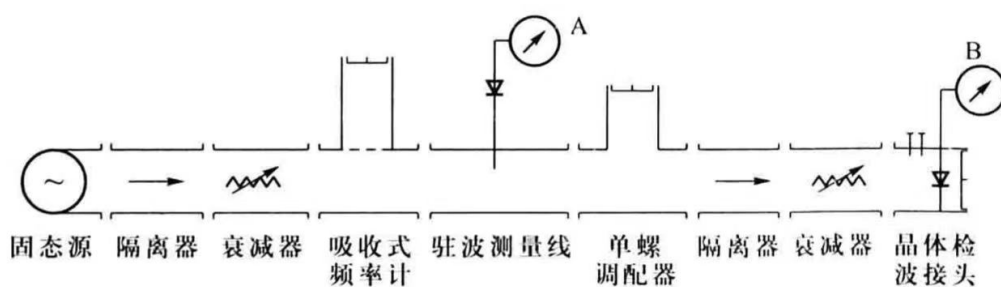 A
B
~
固态源
隔离器
衰减器
吸收式
频率计
驻波测量线
单螺
调配器
隔离器
衰减器
晶体检
波接头